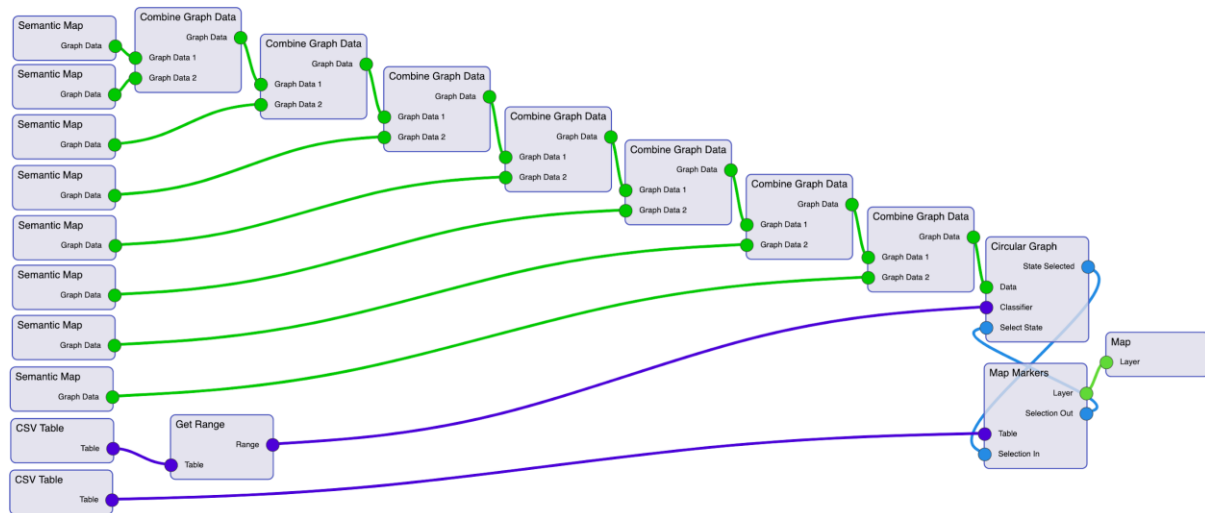 Semantic Map
Graph Data
Semantic Map
Graph Data
Semantic Map
Graph Data
Semantic Map
Graph Data
Semantic Map
Graph Data
Semantic Map
Graph Data
Semantic Map
Graph Data
Semantic Map
Graph Data
CSV Table
Table
CSV Table
Table
Get Range
Range
Table
Combine Graph Data
Graph Data
Graph Data 1
Graph Data 2
Combine Graph Data
Graph Data
Graph Data 1
Graph Data 2
Combine Graph Data
Graph Data
Graph Data 1
Graph Data 2
Combine Graph Data
Graph Data
Graph Data 1
Graph Data 2
Combine Graph Data
Graph Data
Graph Data 1
Graph Data 2
Combine Graph Data
Graph Data
Graph Data 1
Graph Data 2
Combine Graph Data
Graph Data
Graph Data 1
Graph Data 2
Circular Graph
State Selected
Data
Classifier
Select State
Map Markers
Layer
Selection Out
Table
Selection In
Map
Layer